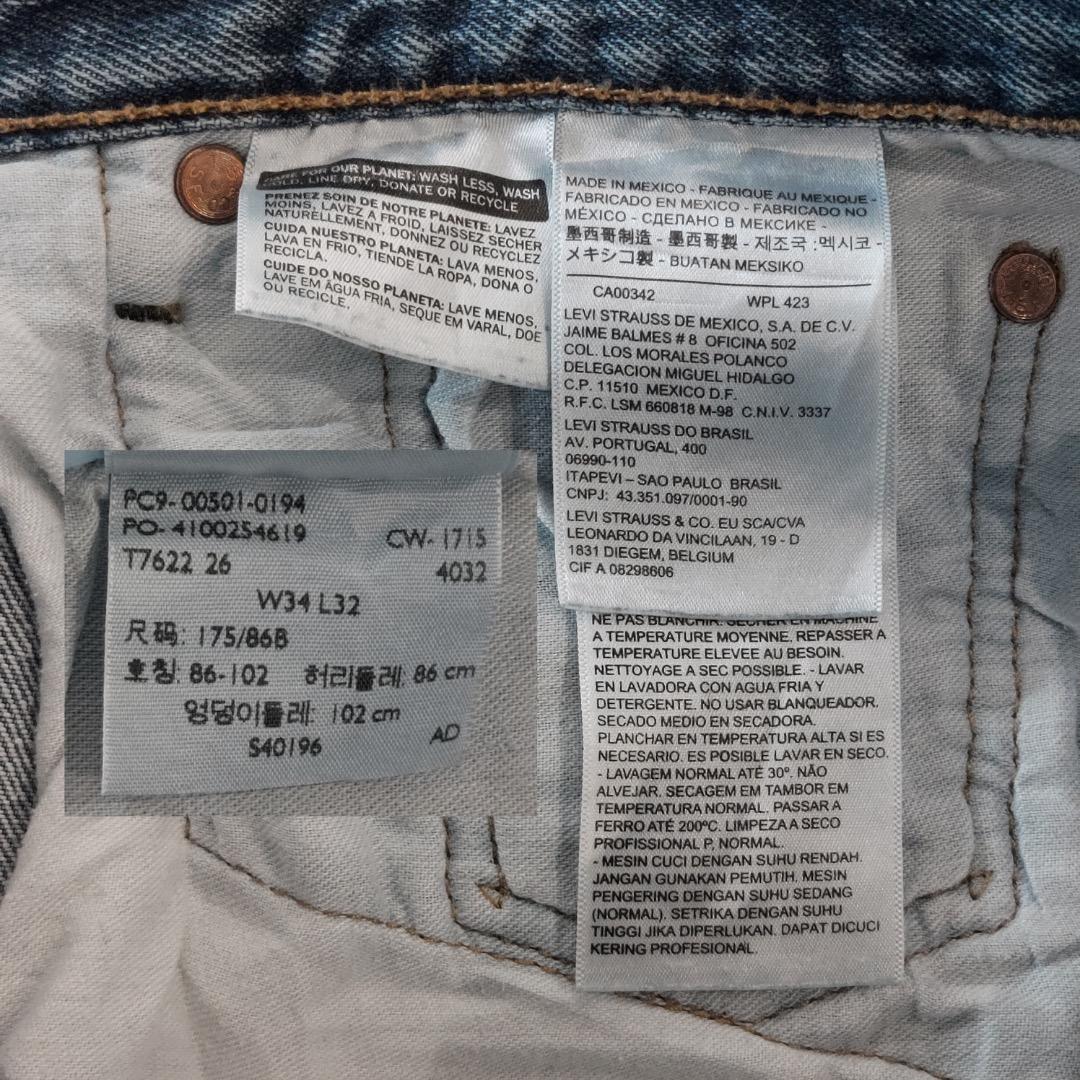 CARE FOR OUR PLANET: WASH LESS, WASH
COLD, LINE DRY, DONATE OR RECYCLE
PRENEZ SOIN DE NOTRE PLANETE: LAVEZ
MOINS, LAVEZ A FROID, LAISSEZ SECHER
NATURELLEMENT, DONNEZ OU RECYCLEZ
CUIDA NUESTRO PLANETA: LAVA MENOS,
LAVA EN FRIO, TIENDE LA ROPA, DONA O
RECICLA.
CUIDE DO NOSSO PLANETA: LAVE MENOS,
LAVE EM ÁGUA FRIA, SEQUE EM VARAL, DOE
OU RECICLE.
MADE IN MEXICO - FABRIQUE AU MEXIQUE -
FABRICADO EN MEXICO - FABRICADO NO
MÉXICO - СДЕЛАНО В МЕКСИКЕ -
墨西哥制造 - 墨西哥製 - 제조국 :멕시코 -
メキシコ製 - BUATAN MEKSIKO
CA00342 WPL 423
LEVI STRAUSS DE MEXICO, S.A. DE C.V.
JAIME BALMES # 8 OFICINA 502
COL. LOS MORALES POLANCO
DELEGACION MIGUEL HIDALGO
C.P. 11510 MEXICO D.F.
R.F.C. LSM 660818 M-98 C.N.I.V. 3337
LEVI STRAUSS DO BRASIL
AV. PORTUGAL, 400
06990-110
ITAPEVI – SAO PAULO BRASIL
CNPJ: 43.351.097/0001-90
LEVI STRAUSS & CO. EU SCA/CVA
LEONARDO DA VINCILAAN, 19 - D
1831 DIEGEM, BELGIUM
CIF A 08298606
NE PAS BLANCHIR. SECHER EN MACHINE
A TEMPERATURE MOYENNE. REPASSER A
TEMPERATURE ELEVEE AU BESOIN.
NETTOYAGE A SEC POSSIBLE. - LAVAR
EN LAVADORA CON AGUA FRIA Y
DETERGENTE. NO USAR BLANQUEADOR.
SECADO MEDIO EN SECADORA.
PLANCHAR EN TEMPERATURA ALTA SI ES
NECESARIO. ES POSIBLE LAVAR EN SECO.
- LAVAGEM NORMAL ATÉ 30º. NÃO
ALVEJAR. SECAGEM EM TAMBOR EM
TEMPERATURA NORMAL. PASSAR A
FERRO ATÉ 200ºC. LIMPEZA A SECO
PROFISSIONAL P, NORMAL.
- MESIN CUCI DENGAN SUHU RENDAH.
JANGAN GUNAKAN PEMUTIH. MESIN
PENGERING DENGAN SUHU SEDANG
(NORMAL). SETRIKA DENGAN SUHU
TINGGI JIKA DIPERLUKAN. DAPAT DICUCI
KERING PROFESIONAL.
PC9- 00501-0194
PO- 4100254619 CW- 1715
T7622 26 4032
W34 L32
尺码: 175/86B
호칭: 86-102 허리둘레: 86 cm
엉덩이둘레: 102 cm
S40196 AD